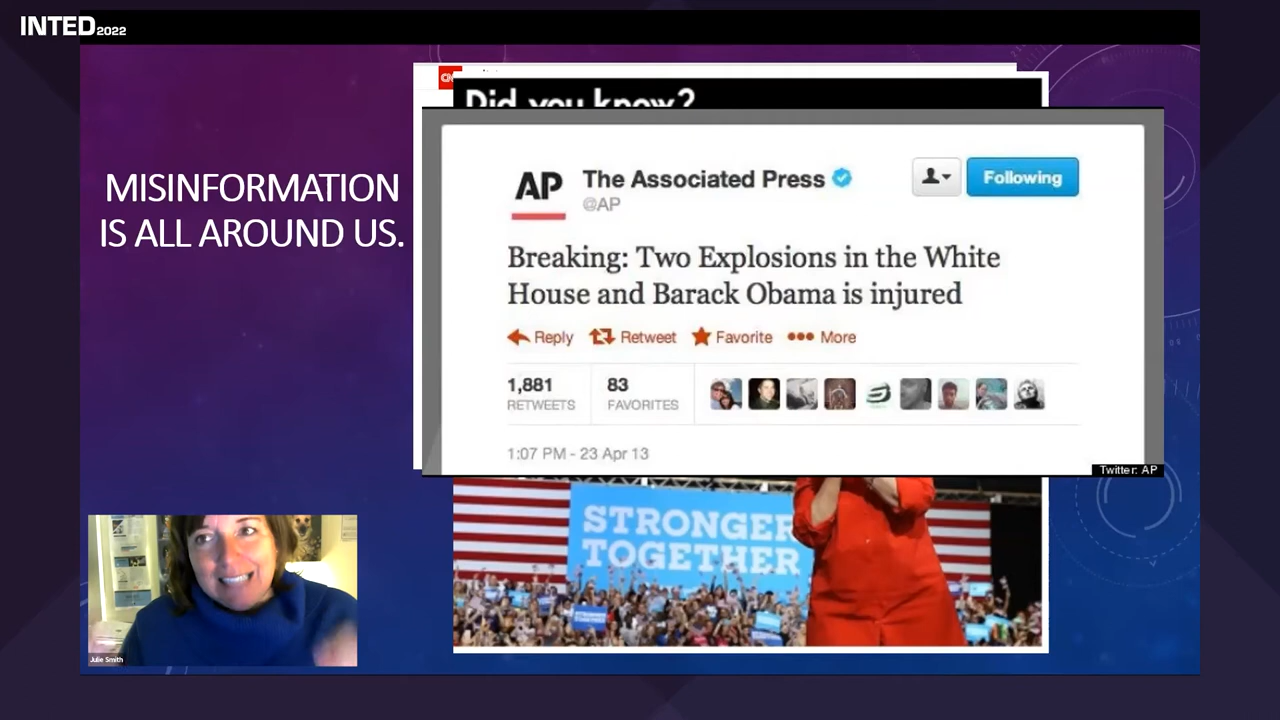 INTED2022
MISINFORMATION
IS ALL AROUND US.
Did you know?
AP
The Associated Press
@AP
Following
Breaking: Two Explosions in the White
House and Barack Obama is injured
Reply Retweet Favorite More
1,881 83
RETWEETS FAVORITES
1:07 PM - 23 Apr 13
Twitter: AP
STRONGER
TOGETHER
Julie Smith